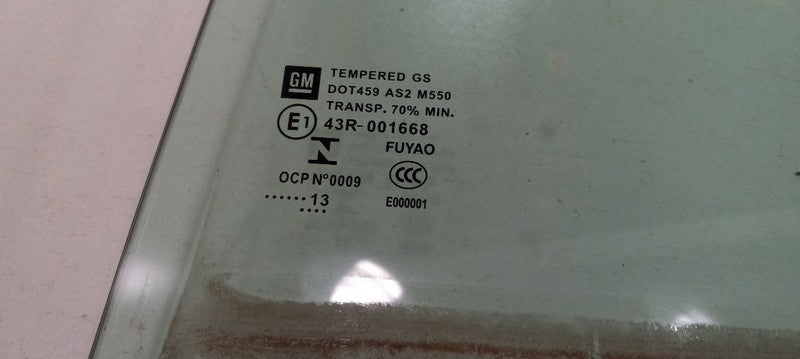 GM
TEMPERED GS
DOT459 AS2 M550
TRANSP. 70% MIN.
E1 43R-001668
FUYAO
OCP N°0009
CCC
...... 13
....
E000001